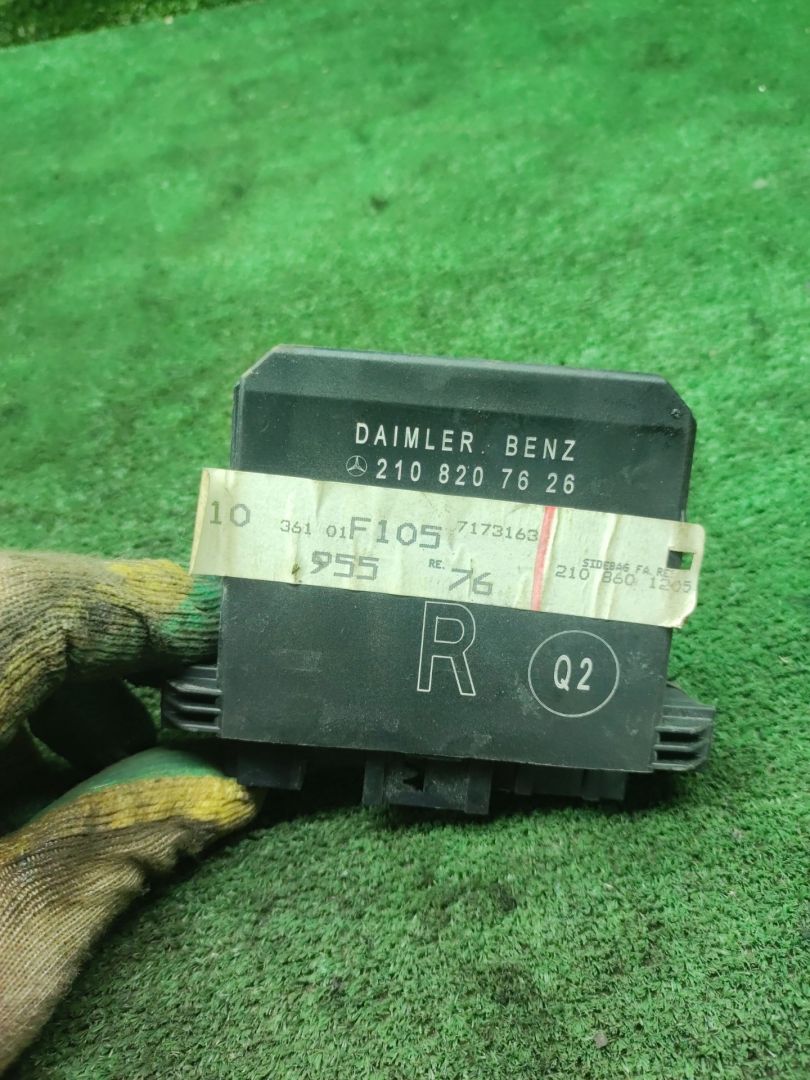 DAIMLER BENZ
210 820 76 26
10 361 01 F105 7173163
955 RE. 76
SIDEBAG FA RE
210 860 1205
R
Q2